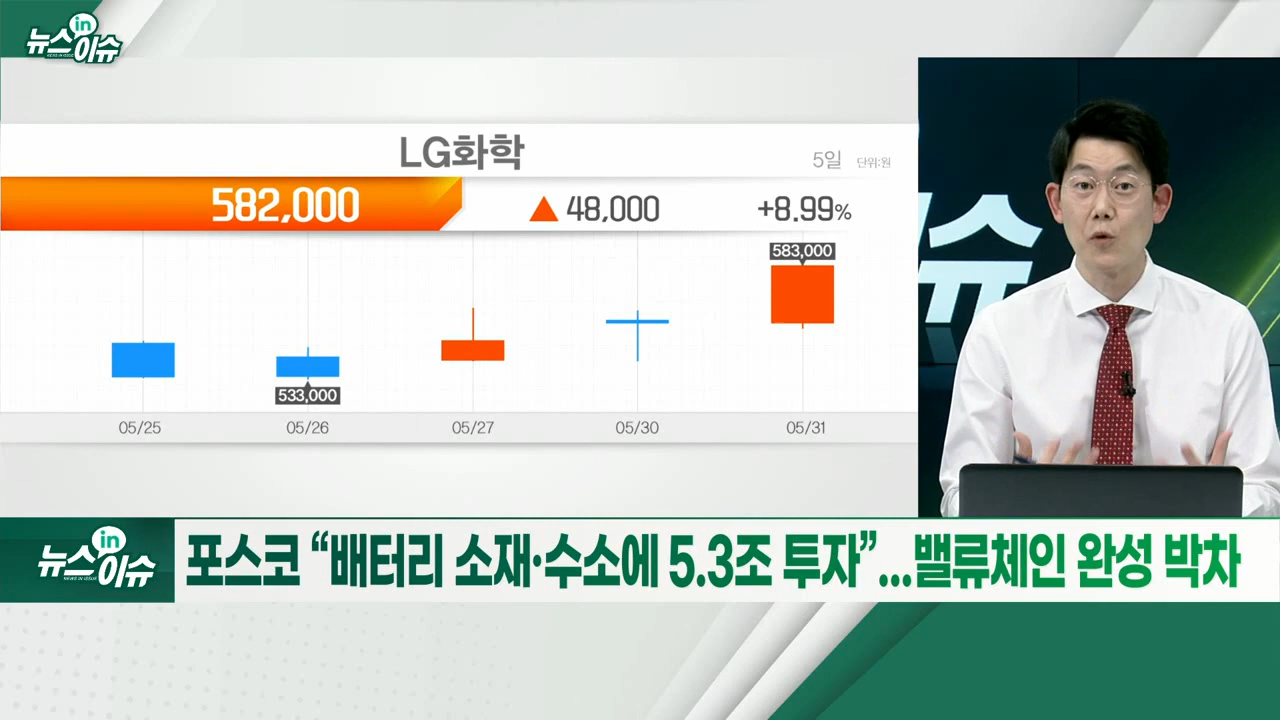 뉴스in이슈
LG화학
5일 단위:원
582,000 ▲48,000 +8.99%
583,000
533,000
05/25 05/26 05/27 05/30 05/31
슈
뉴스in이슈
포스코 “배터리 소재·수소에 5.3조 투자”...밸류체인 완성 박차